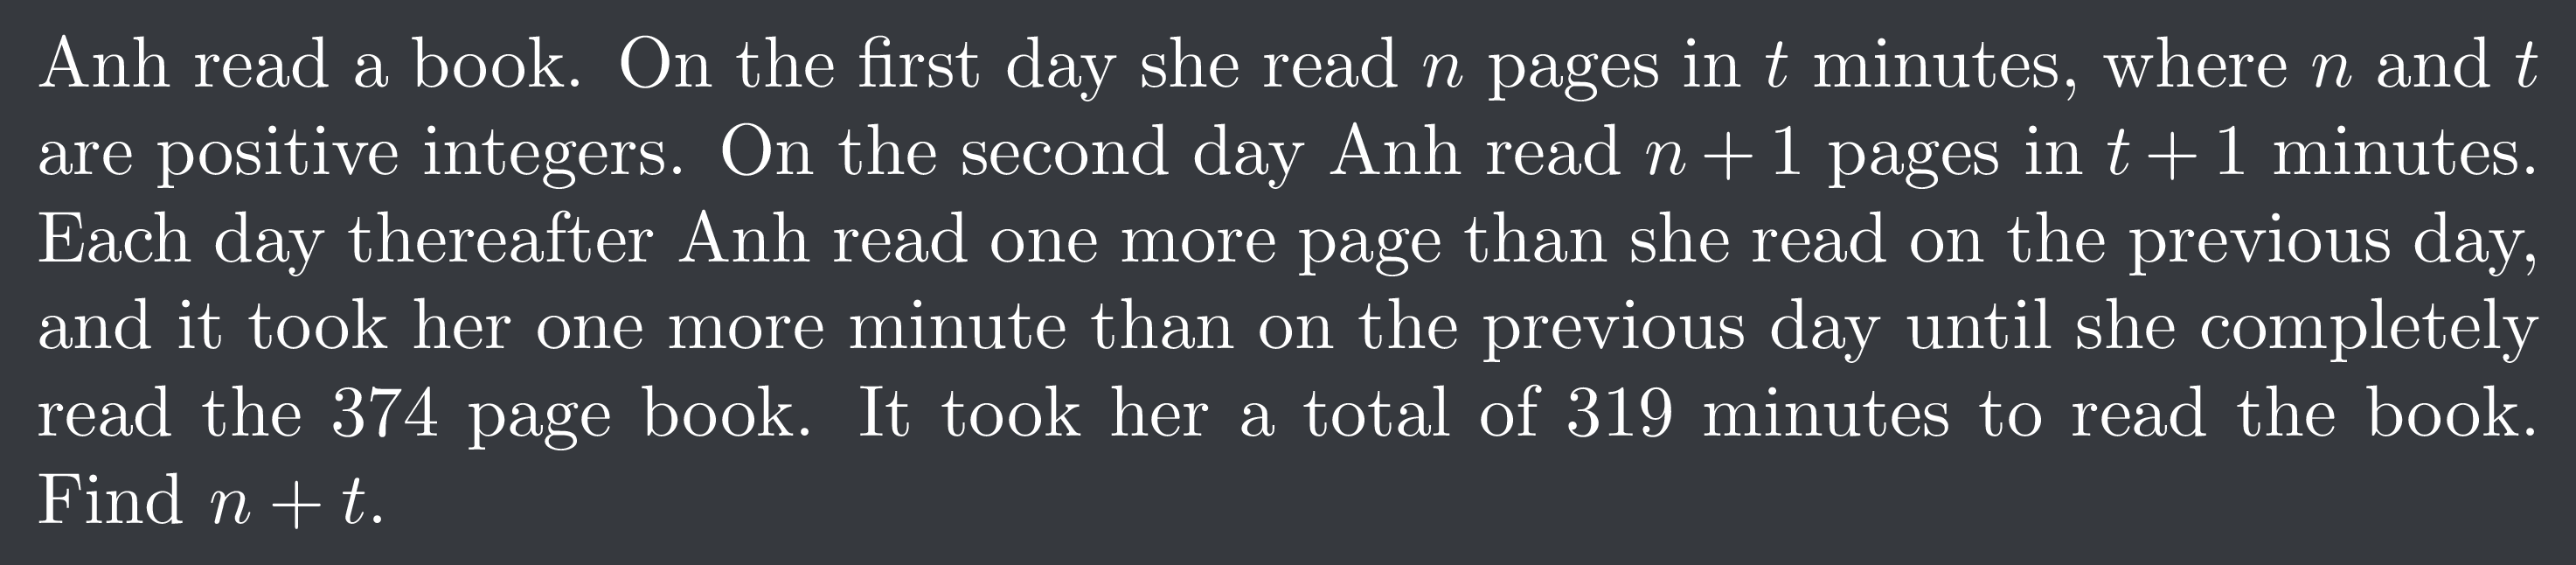 Anh read a book. On the first day she read n pages in t minutes, where n and t
are positive integers. On the second day Anh read n + 1 pages in t + 1 minutes.
Each day thereafter Anh read one more page than she read on the previous day,
and it took her one more minute than on the previous day until she completely
read the 374 page book. It took her a total of 319 minutes to read the book.
Find n + t.